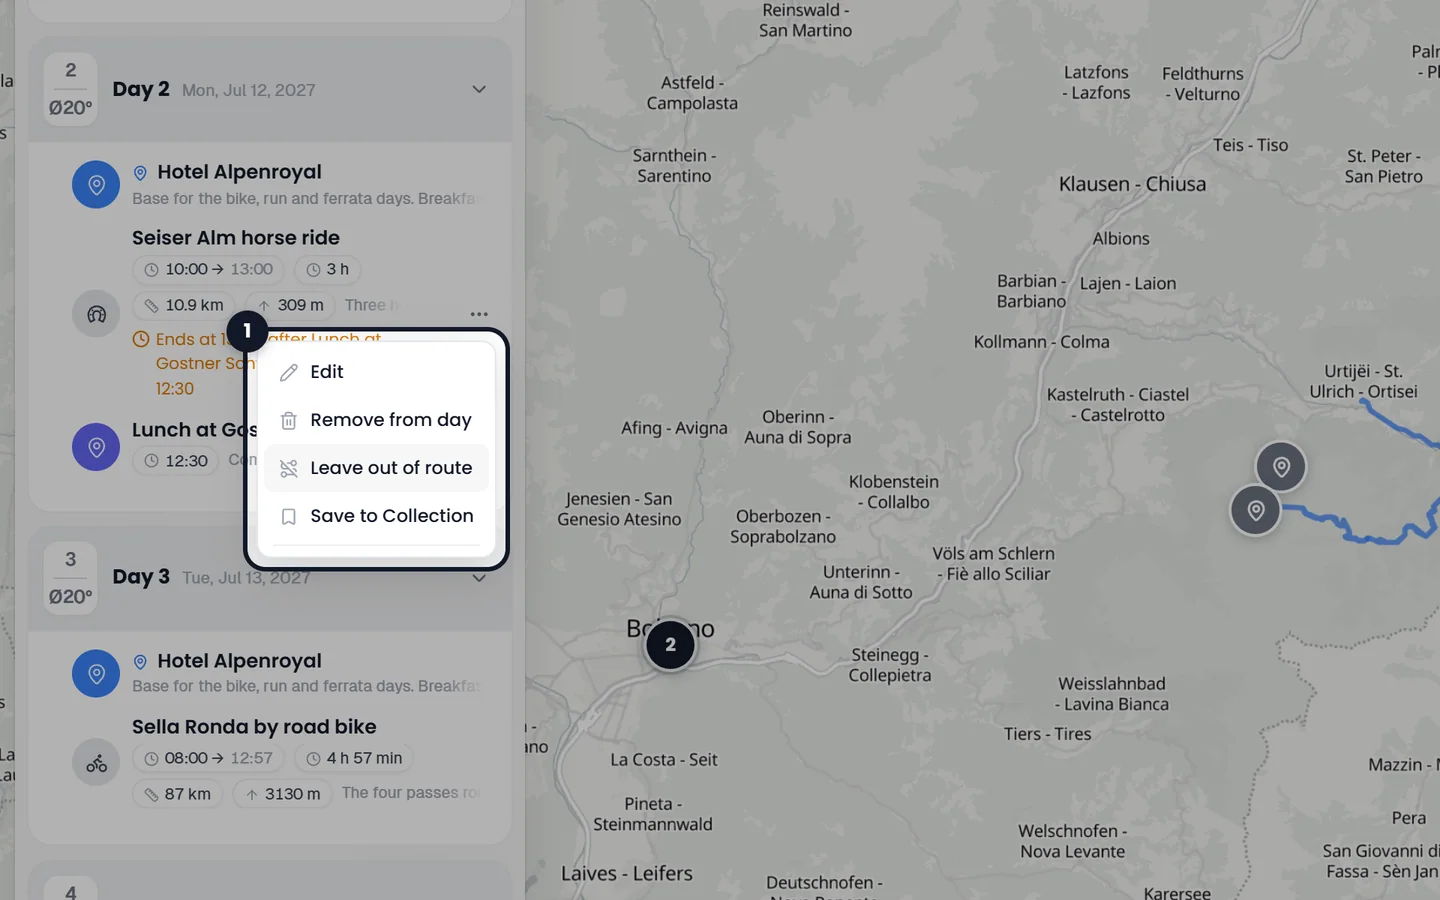 2
Ø20°
Day 2 Mon, Jul 12, 2027
Hotel Alpenroyal
Base for the bike, run and ferrata days.
Seiser Alm horse ride
10:00 → 13:00 3 h
10.9 km ↑ 309 m Three
Ends at after Lunch at
Gostner
12:30
Lunch at
12:30
1
Edit
Remove from day
Leave out of route
Save to Collection
3
Ø20°
Day 3 Tue, Jul 13, 2027
Hotel Alpenroyal
Base for the bike, run and ferrata days.
Sella Ronda by road bike
08:00 → 12:57 4 h 57 min
87 km ↑ 3130 m The four passes
4
Reinswald -
San Martino
Astfeld -
Campolasta
Latzfons
- Lazfons
Feldthurns
- Velturno
Teis - Tiso
Sarnthein -
Sarentino
St. Peter -
San Pietro
Klausen - Chiusa
Albions
Barbian -
Barbiano
Lajen - Laion
Kollmann - Colma
Urtijëi - St.
Ulrich - Ortisei
Kastelruth - Ciastel
- Castelrotto
Afing - Avigna
Oberinn -
Auna di Sopra
Klobenstein
- Collalbo
Jenesien - San
Genesio Atesino
Oberbozen -
Soprabolzano
Völs am Schlern
- Fiè allo Sciliar
Unterinn -
Auna di Sotto
2
Steinegg -
Collepietra
Weisslahnbad
- Lavina Bianca
Tiers - Tires
La Costa - Seit
Mazzin -
Pineta -
Steinmannwald
Pera
Welschnofen -
Nova Levante
San Giovanni di
Fassa - Sèn Jan
Laives - Leifers
Deutschnofen -
Karersee